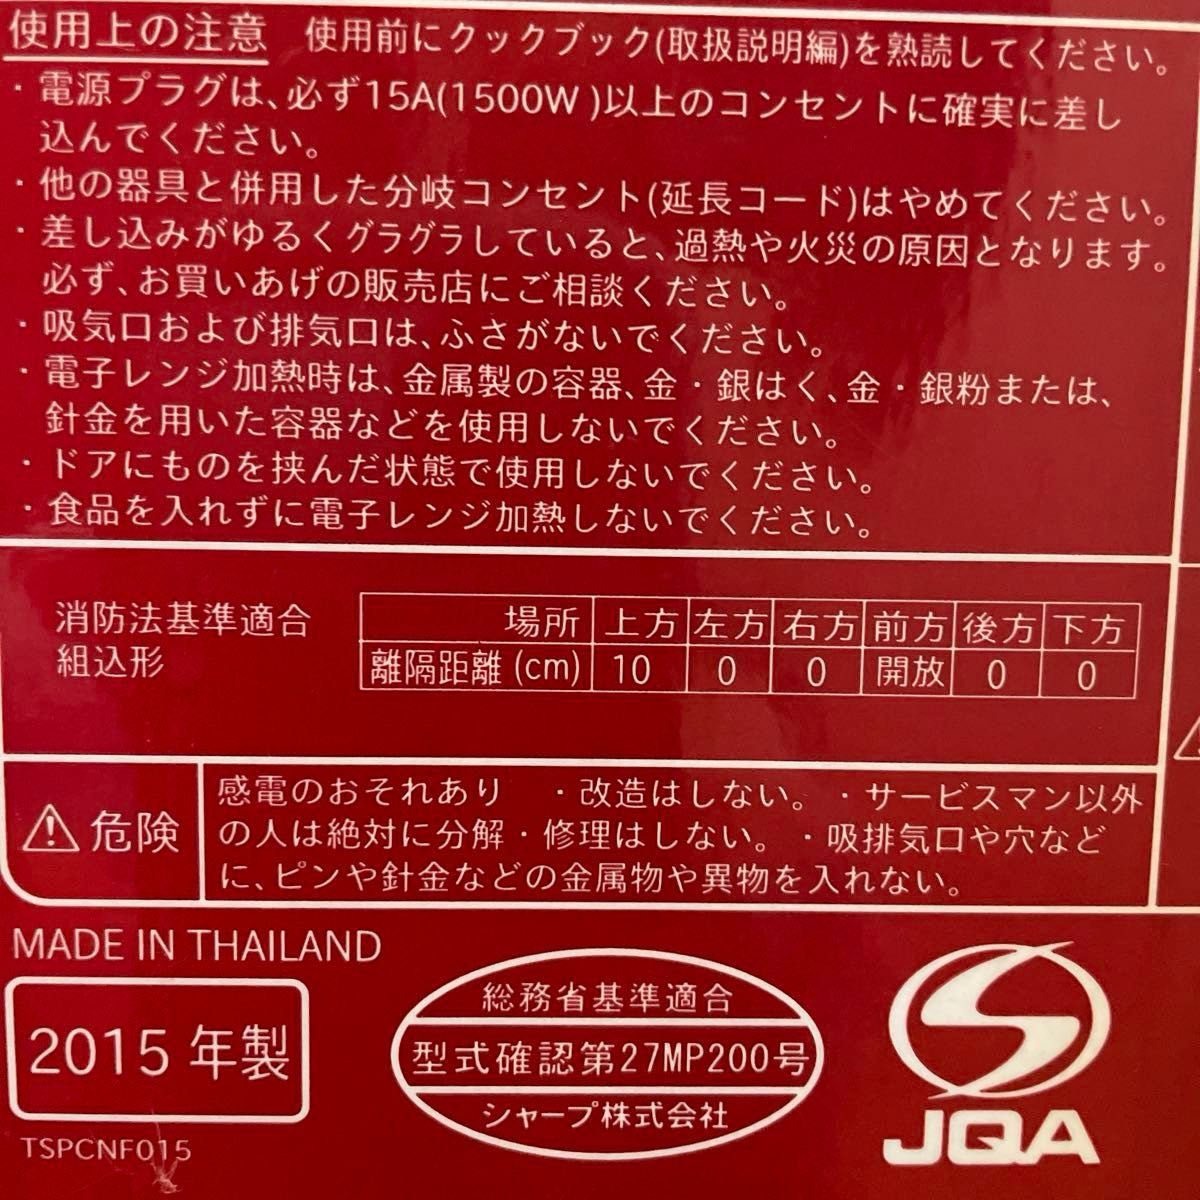 使用上の注意　使用前にクックブック(取扱説明編)を熟読してください。
・電源プラグは、必ず15A(1500W )以上のコンセントに確実に差し
込んでください。
・他の器具と併用した分岐コンセント(延長コード)はやめてください。
・差し込みがゆるくグラグラしていると、過熱や火災の原因となります。
必ず、お買いあげの販売店にご相談ください。
・吸気口および排気口は、ふさがないでください。
・電子レンジ加熱時は、金属製の容器、金・銀はく、金・銀粉または、
針金を用いた容器などを使用しないでください。
・ドアにものを挟んだ状態で使用しないでください。
・食品を入れずに電子レンジ加熱しないでください。
消防法基準適合
組込形
場所 上方 左方 右方 前方 後方 下方
離隔距離(cm) 10 0 0 開放 0 0
危険
感電のおそれあり　・改造はしない。・サービスマン以外
の人は絶対に分解・修理はしない。・吸排気口や穴など
に、ピンや針金などの金属物や異物を入れない。
MADE IN THAILAND
2015年製
TSPCNF015
総務省基準適合
型式確認第27MP200号
シャープ株式会社
JQA